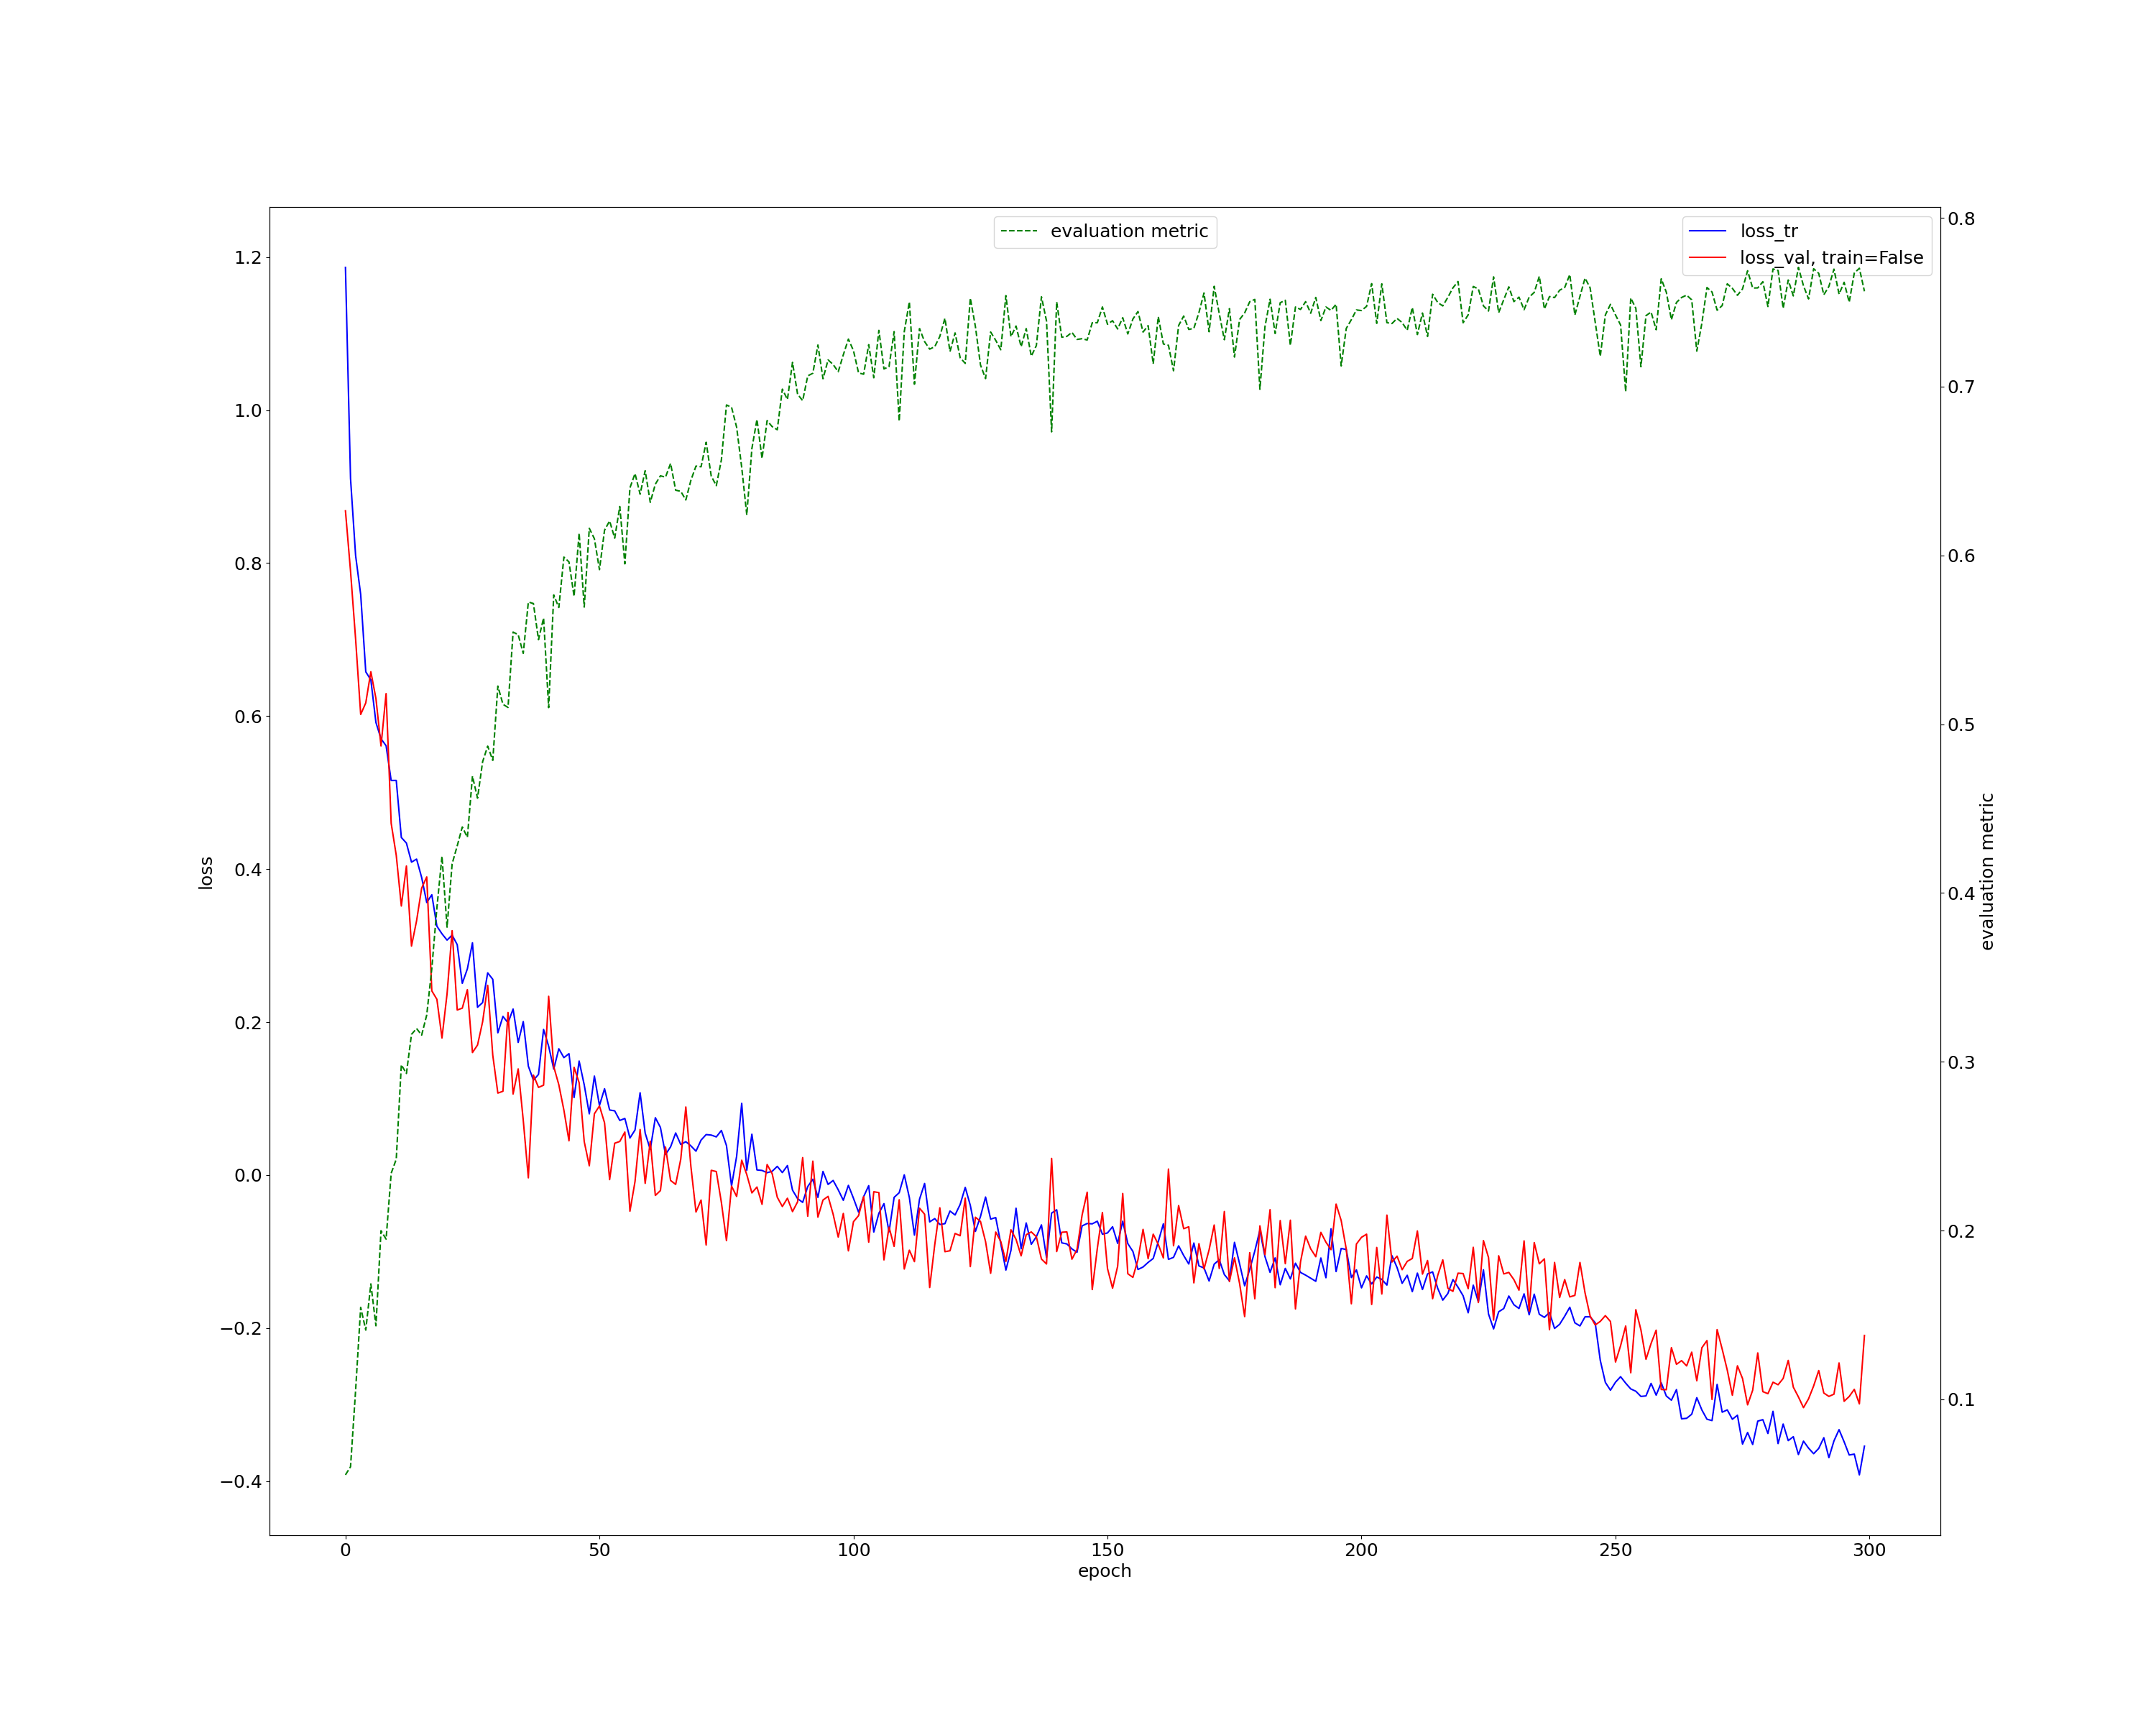 evaluation metric
loss_tr
loss_val, train=False
1.2
1.0
0.8
0.6
0.4
0.2
0.0
−0.2
−0.4
loss
0.8
0.7
0.6
0.5
0.4
0.3
0.2
0.1
evaluation metric
0 50 100 150 200 250 300
epoch